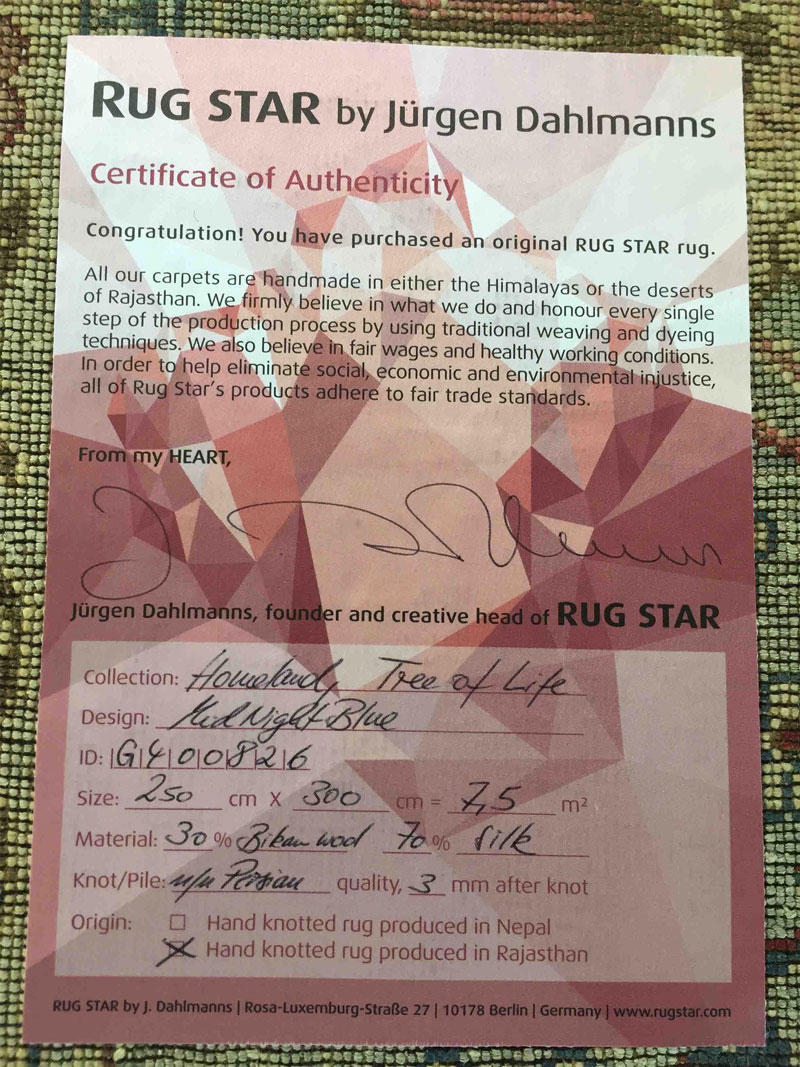 RUG STAR by Jürgen Dahlmanns
Certificate of Authenticity
Congratulation! You have purchased an original RUG STAR rug.
All our carpets are handmade in either the Himalayas or the deserts
of Rajasthan. We firmly believe in what we do and honour every single
step of the production process by using traditional weaving and dyeing
techniques. We also believe in fair wages and healthy working conditions.
In order to help eliminate social, economic and environmental injustice,
all of Rug Star's products adhere to fair trade standards.
From my HEART,
Jürgen Dahlmanns, founder and creative head of RUG STAR
Collection: Homeland, Tree of Life
Design: MidNight Blue
ID: |G|4|0|0|8|2|6
Size: 250 cm X 300 cm = 7,5 m²
Material: 30 % Bikan wool 70 % Silk
Knot/Pile: Persian quality, 3 mm after knot
Origin: Hand knotted rug produced in Nepal
Hand knotted rug produced in Rajasthan
RUG STAR by J. Dahlmanns | Rosa-Luxemburg-Straße 27 | 10178 Berlin | Germany | www.rugstar.com